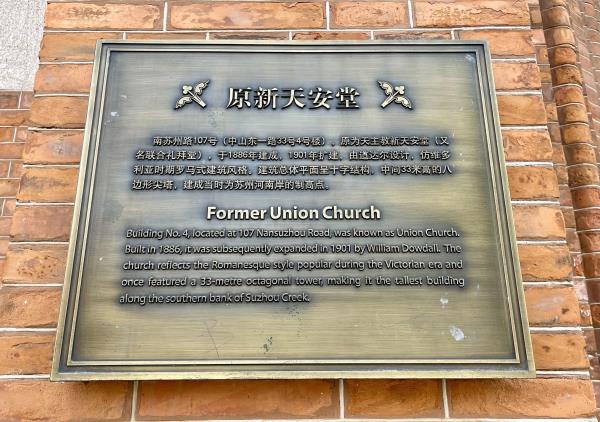 原新天安堂
南苏州路107号（中山东一路33号4号楼），原为天主教新天安堂（又
名联合礼拜堂），于1886年建成，1901年扩建，由道达尔设计，仿维多
利亚时期罗马式建筑风格，建筑总体平面呈十字结构，中间33米高的八
边形尖塔，建成当时为苏州河南岸的制高点。
Former Union Church
Building No. 4, located at 107 Nansuzhou Road, was known as Union Church.
Built in 1886, it was subsequently expanded in 1901 by William Dowdall. The
church reflects the Romanesque style popular during the Victorian era and
once featured a 33-metre octagonal tower, making it the tallest building
along the southern bank of Suzhou Creek.